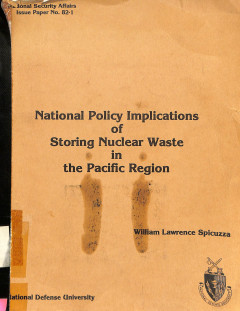 ional Security Affairs
Issue Paper No. 82-1
National Policy Implications
of
Storing Nuclear Waste
in
the Pacific Region
William Lawrence Spicuzza
ational Defense University